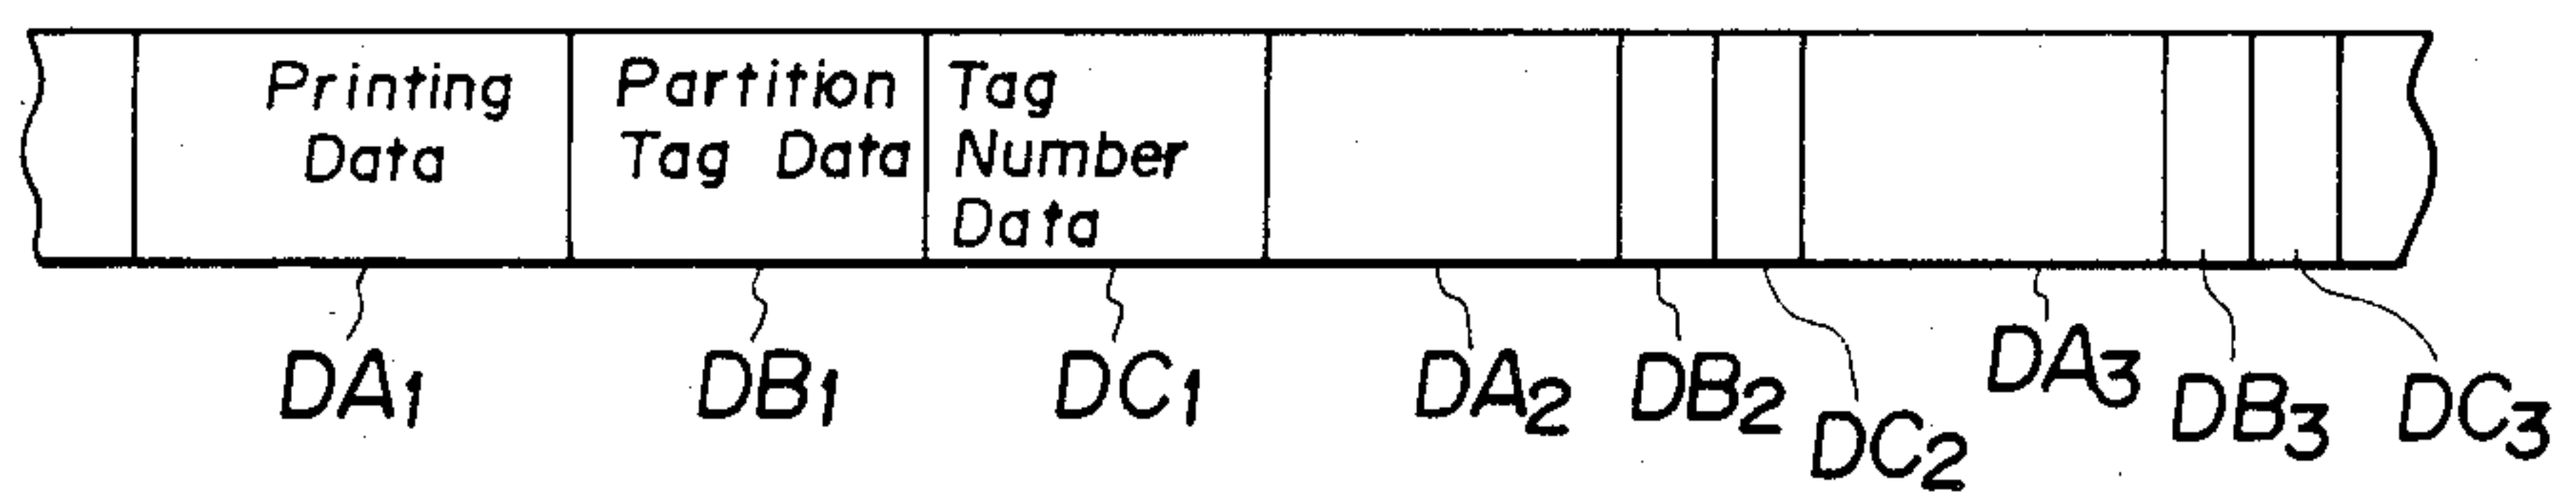 Printing
Data
Partition
Tag Data
Tag
Number
Data
DA1
DB1
DC1
DA2
DB2
DC2
DA3
DB3
DC3